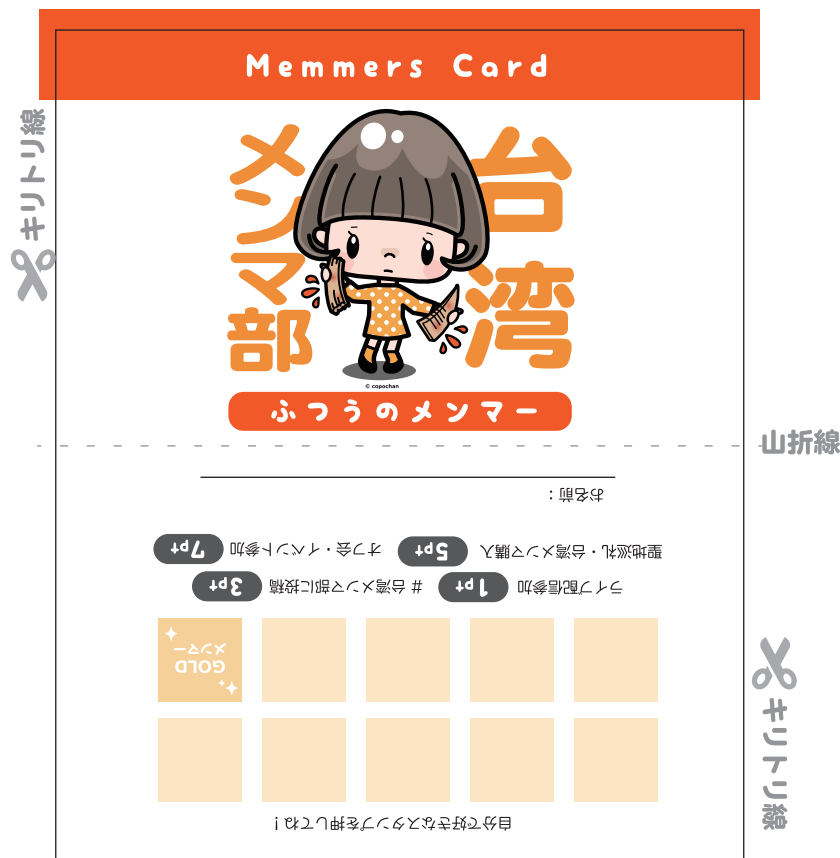 Memmers Card
キリトリ線
台湾
メンマ部
© copochan
ふつうのメンマー
山折線
自分で好きなスタンプを押してね！
GOLD
メンマー
ライブ配信参加 1pt ＃台湾メンマ部に投稿 3pt
聖地巡礼・台湾メンマ購入 5pt オフ会・イベント参加 7pt
お名前：
キリトリ線